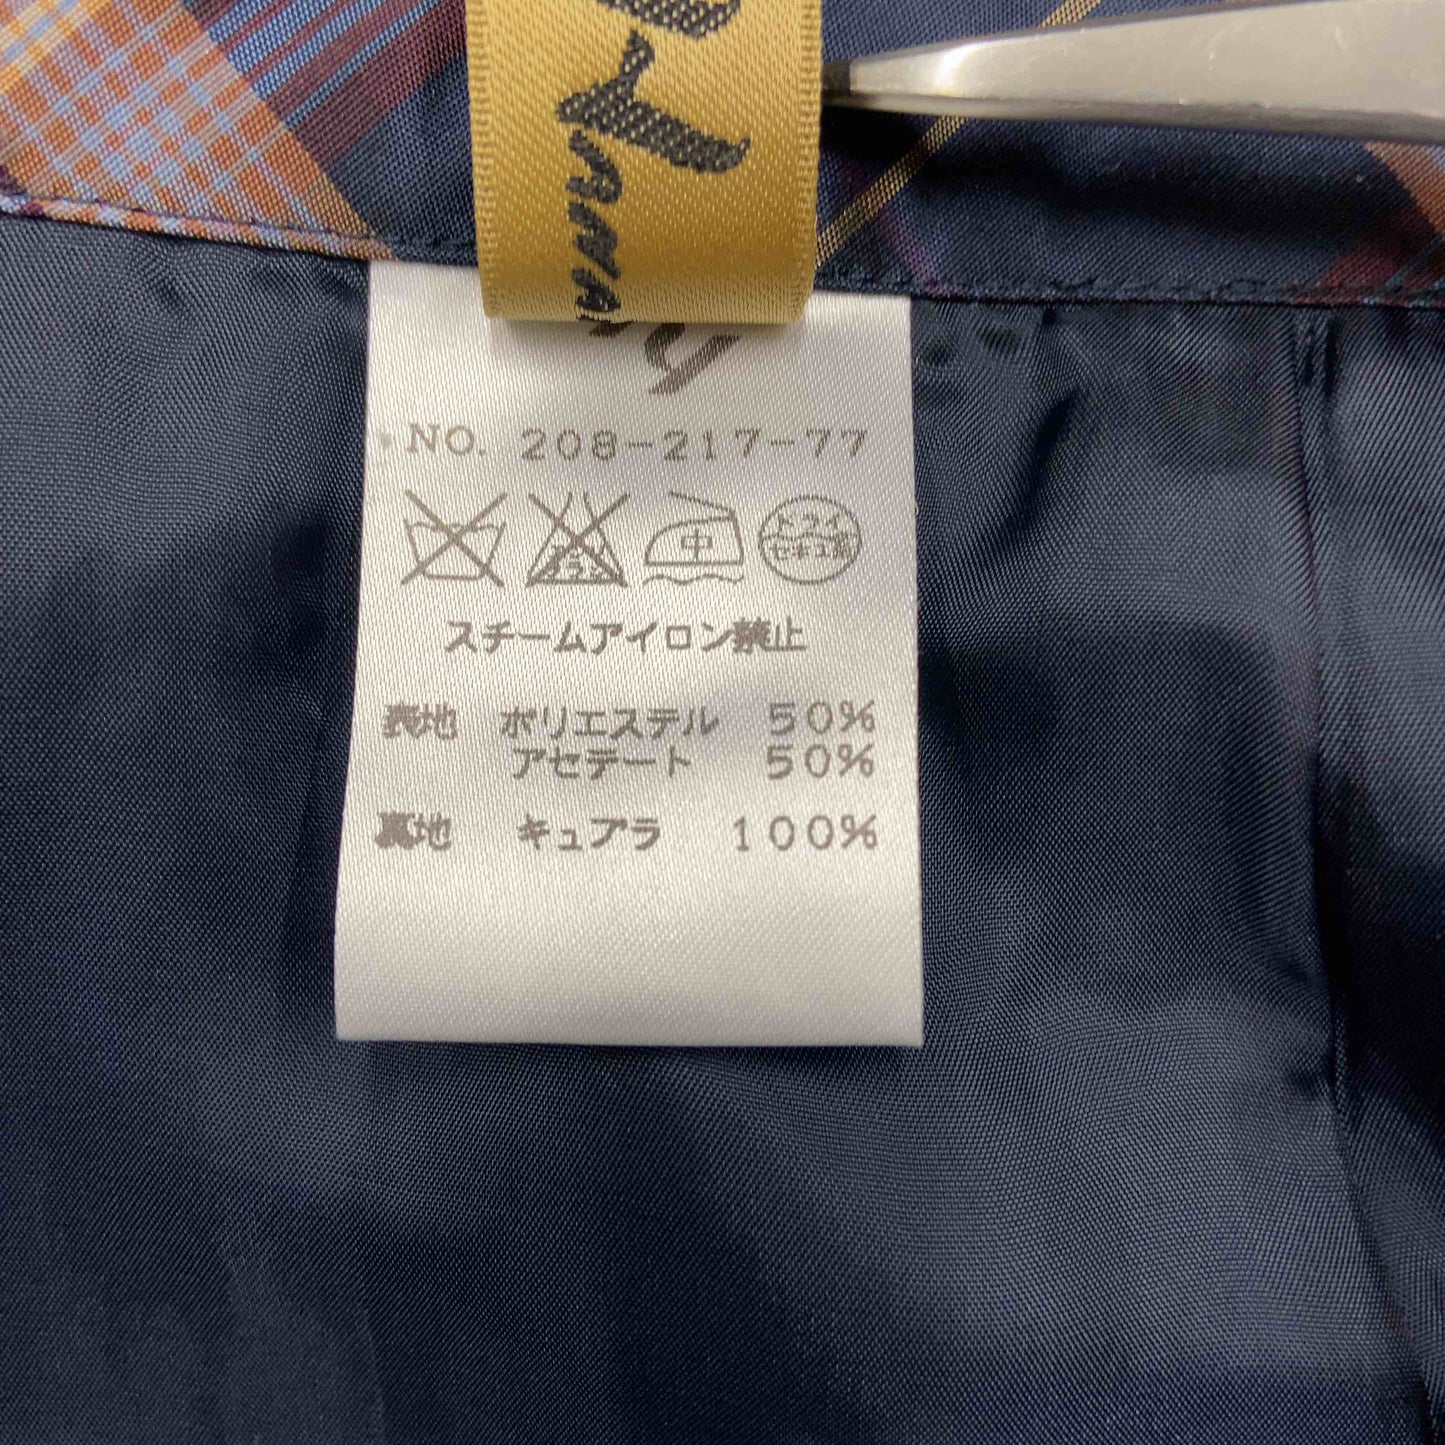 NO. 208-217-77
中
ドライ
セキユ系
スチームアイロン禁止
表地 ポリエステル 50%
アセテート 50%
裏地 キュプラ 100%